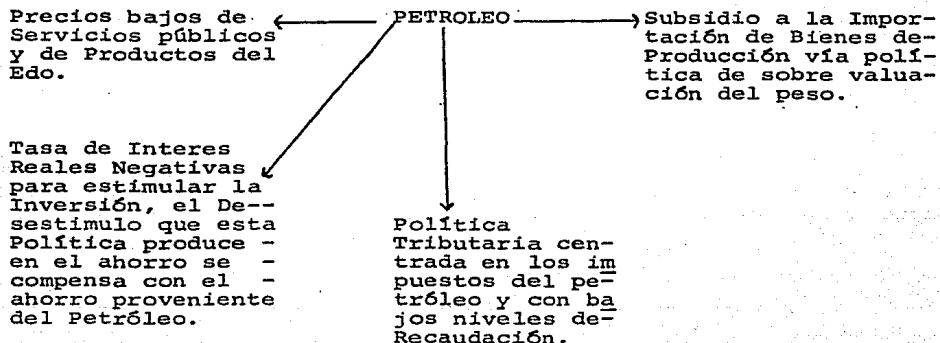 Precios bajos de
Servicios públicos
y de Productos del
Edo.
PETROLEO
Subsidio a la Impor-
tación de Bienes de-
Producción vía polí-
tica de sobre valua-
ción del peso.
Tasa de Interes
Reales Negativas
para estimular la
Inversión, el De--
sestimulo que esta
Política produce -
en el ahorro se -
compensa con el -
ahorro proveniente
del Petróleo.
Política
Tributaria cen-
trada en los im
puestos del pe-
tróleo y con ba
jos niveles de-
Recaudación.